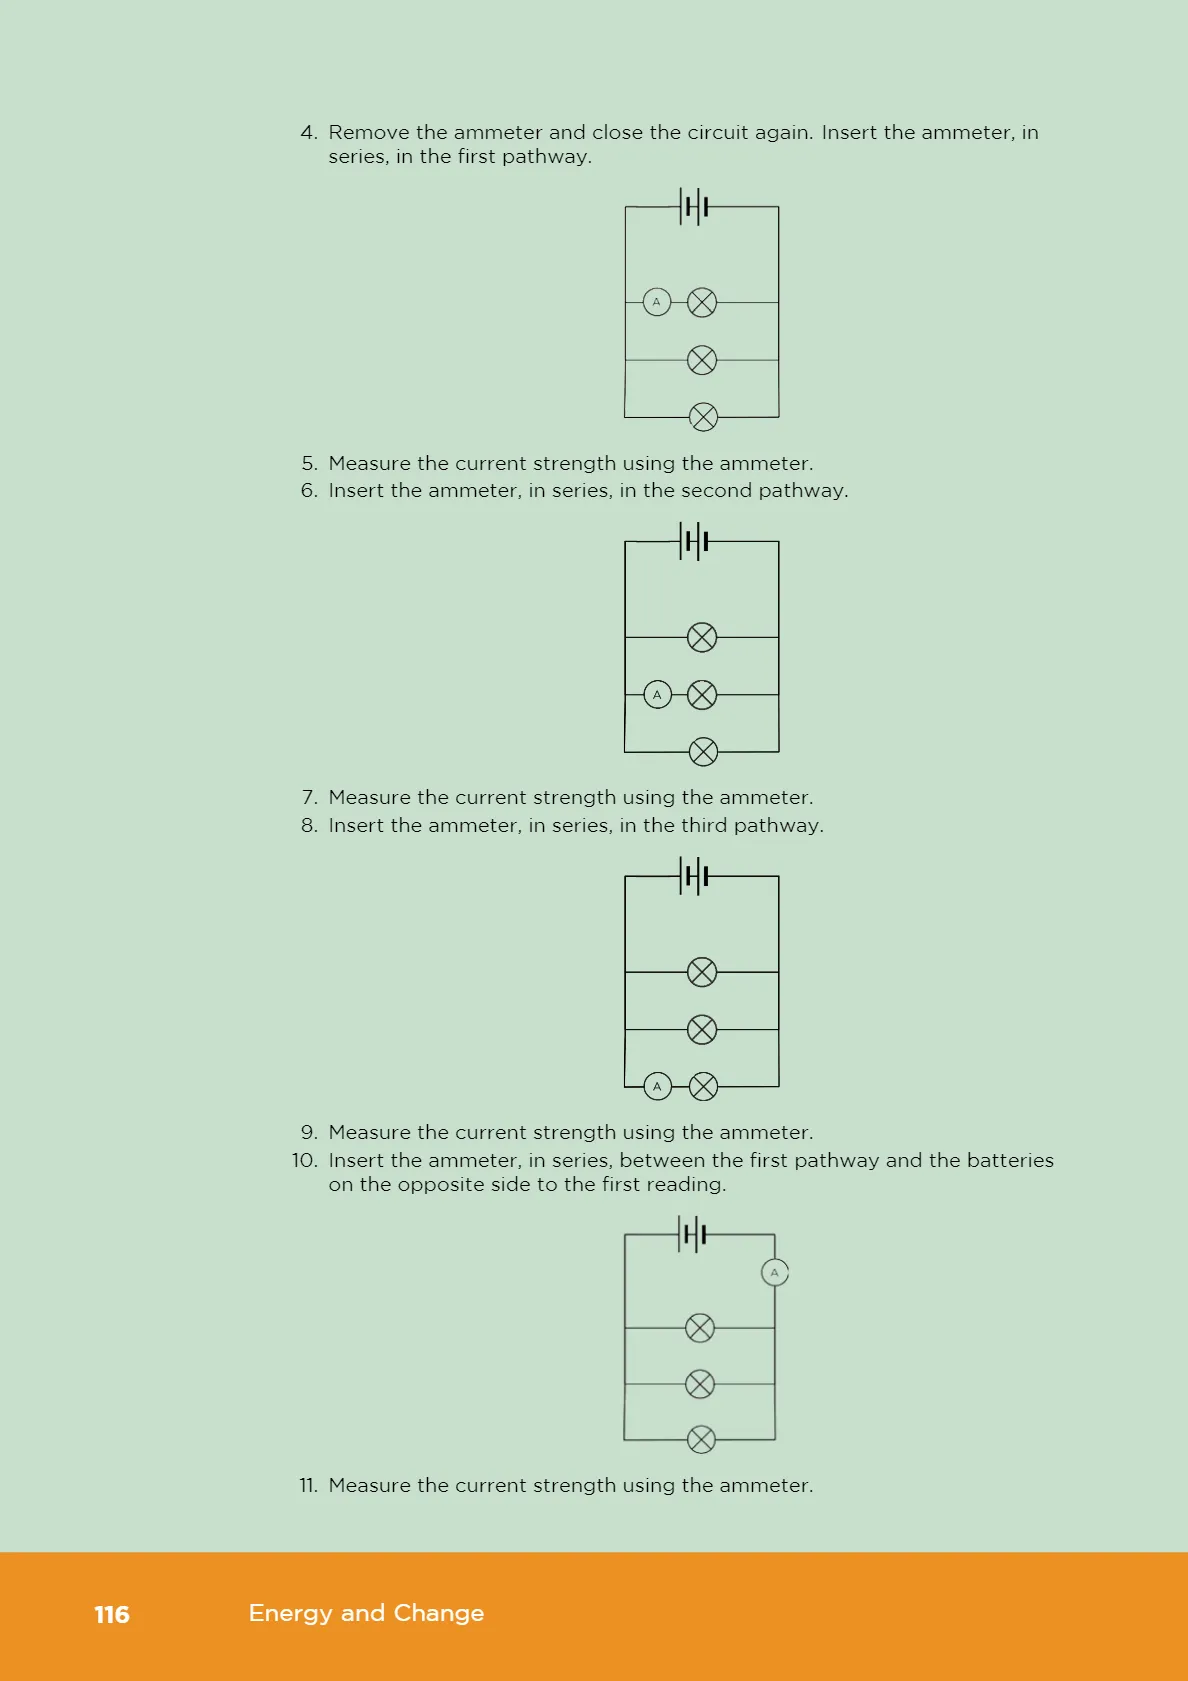 4. Remove the ammeter and close the circuit again. Insert the ammeter, in
series, in the first pathway.
A
5. Measure the current strength using the ammeter.
6. Insert the ammeter, in series, in the second pathway.
A
7. Measure the current strength using the ammeter.
8. Insert the ammeter, in series, in the third pathway.
A
9. Measure the current strength using the ammeter.
10. Insert the ammeter, in series, between the first pathway and the batteries
on the opposite side to the first reading.
A
11. Measure the current strength using the ammeter.
116 Energy and Change